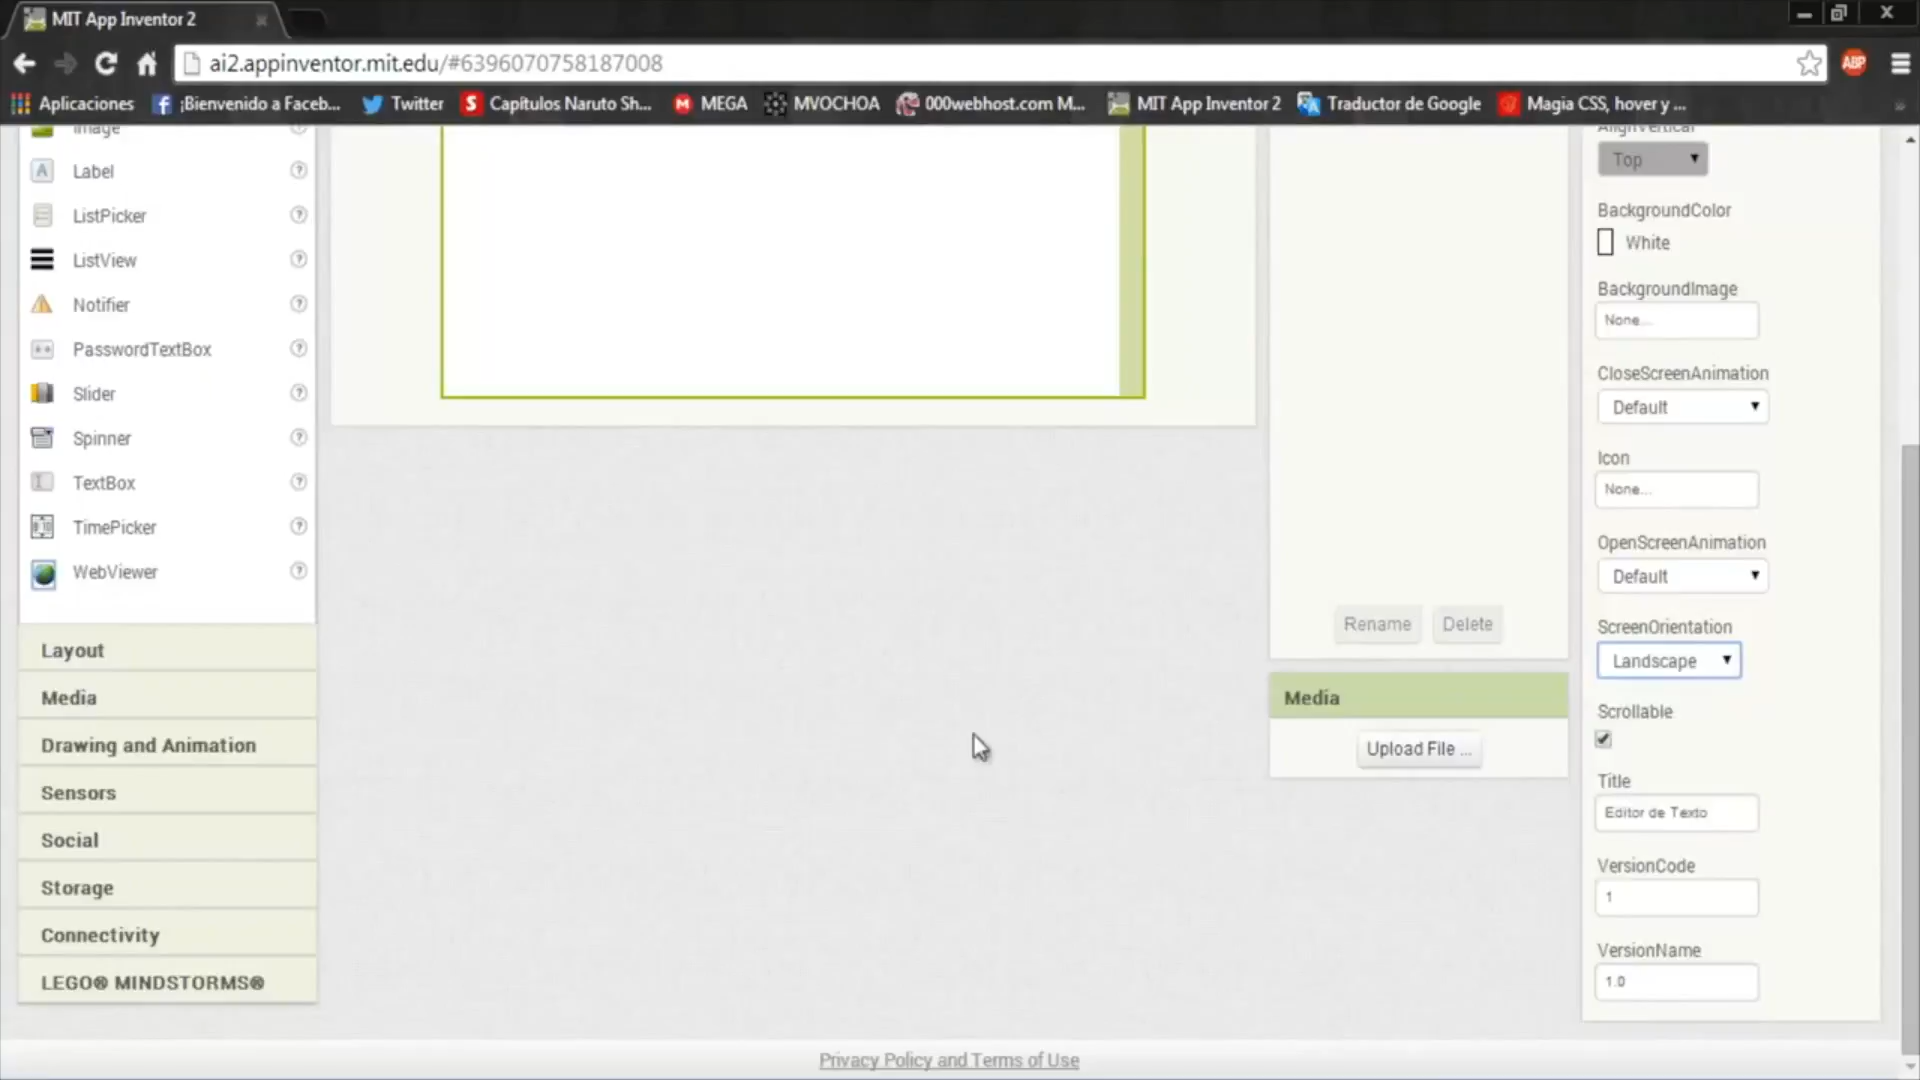 MIT App Inventor 2
ai2.appinventor.mit.edu/#6396070758187008
ABP
Aplicaciones
¡Bienvenido a Faceb...
Twitter
Capítulos Naruto Sh...
MEGA
MVOCHOA
000webhost.com M...
MIT App Inventor 2
Traductor de Google
Magia CSS, hover y ...
Image
Label
ListPicker
ListView
Notifier
PasswordTextBox
Slider
Spinner
TextBox
TimePicker
WebViewer
Layout
Media
Drawing and Animation
Sensors
Social
Storage
Connectivity
LEGO® MINDSTORMS®
Rename
Delete
Media
Upload File ...
AlignVertical
Top
BackgroundColor
White
BackgroundImage
None...
CloseScreenAnimation
Default
Icon
None...
OpenScreenAnimation
Default
ScreenOrientation
Landscape
Scrollable
Title
Editor de Texto
VersionCode
1
VersionName
1.0
Privacy Policy and Terms of Use